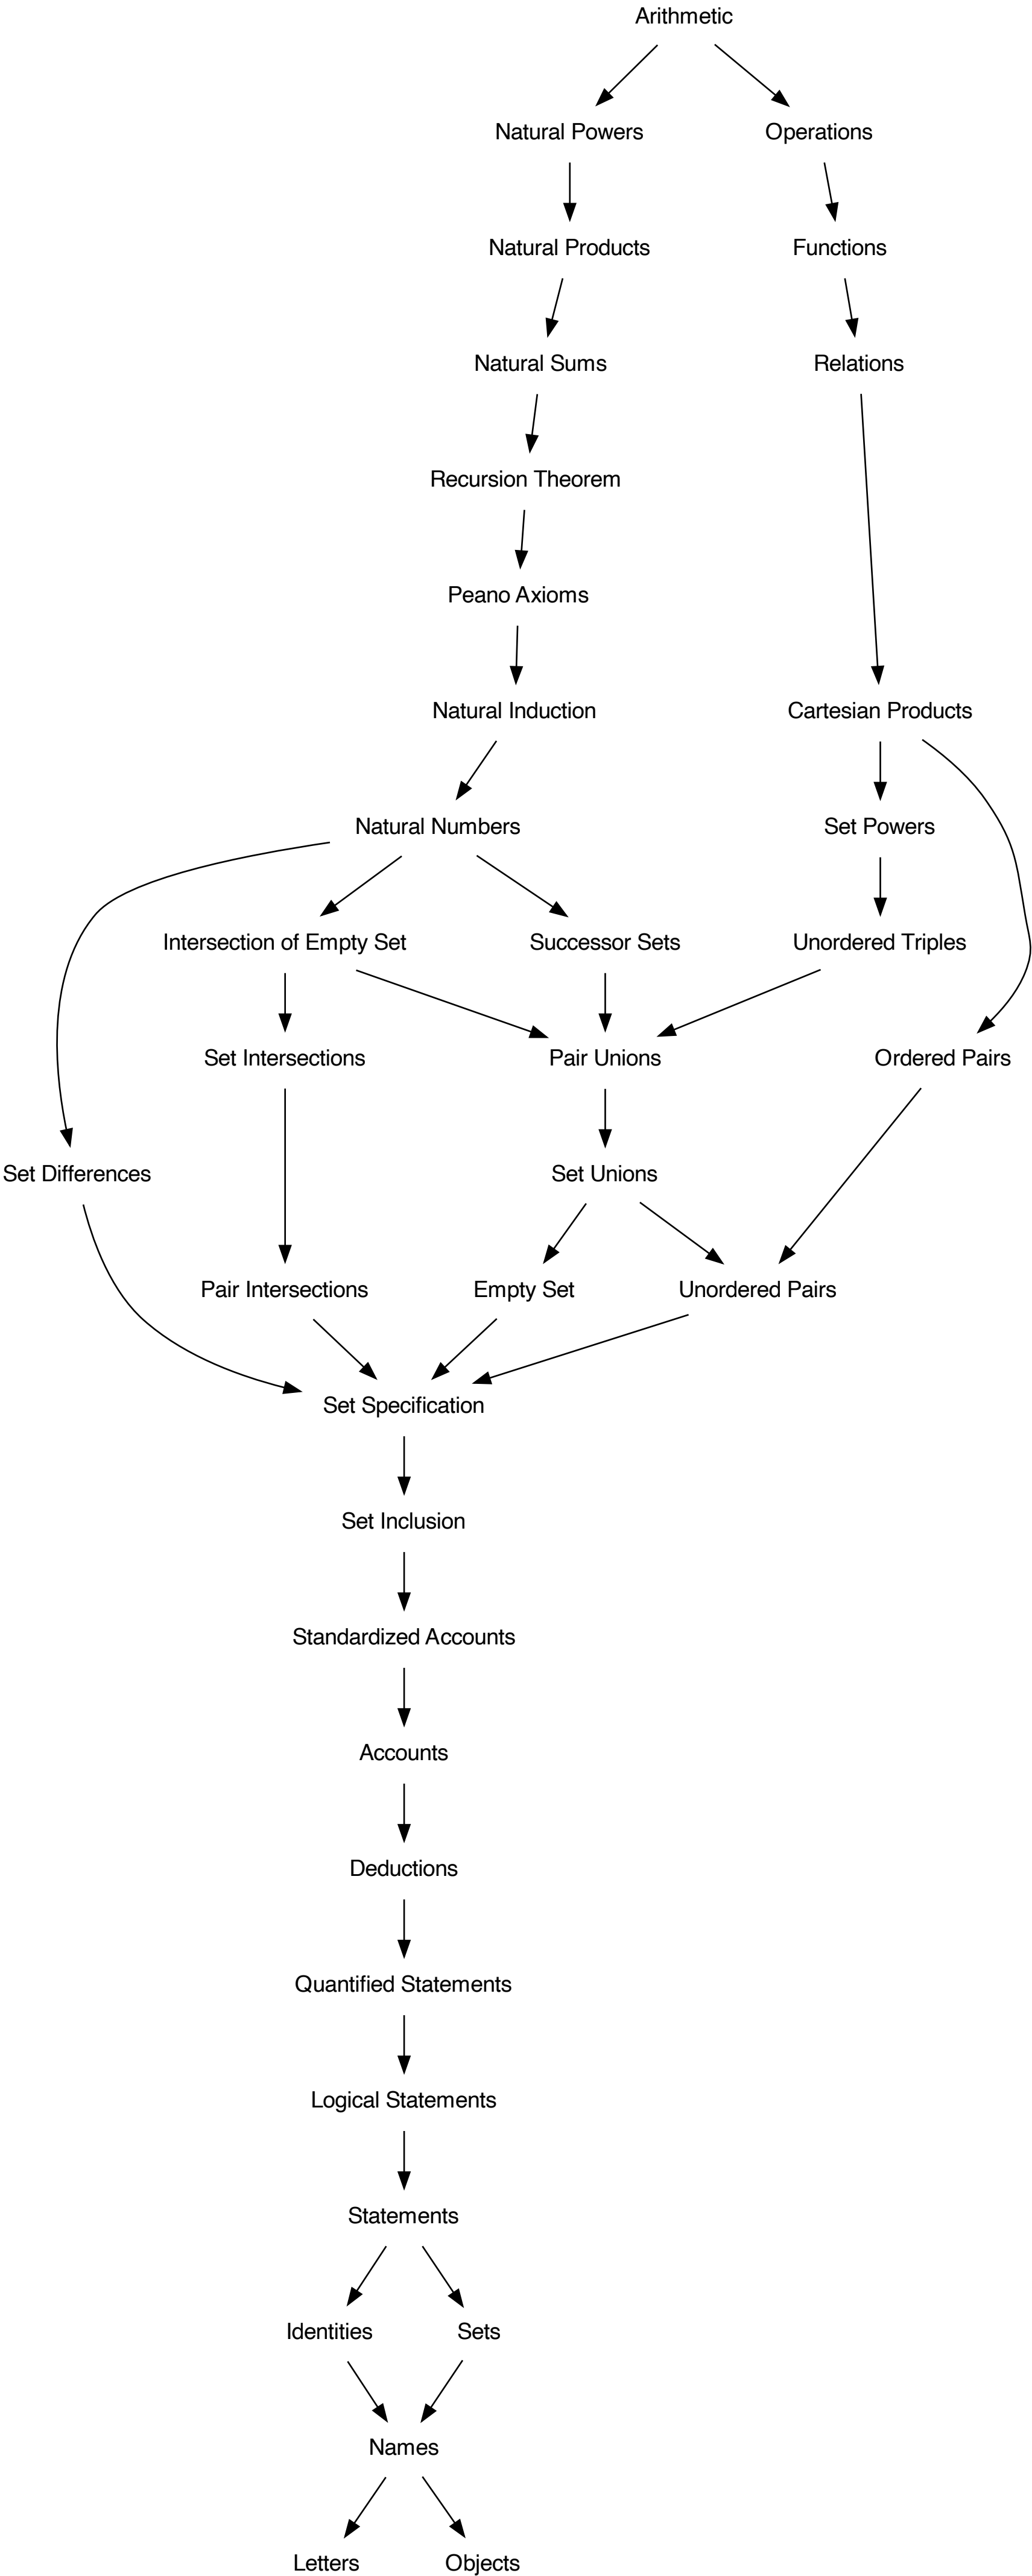 Arithmetic
Natural Powers
Operations
Natural Products
Functions
Natural Sums
Relations
Recursion Theorem
Peano Axioms
Natural Induction
Cartesian Products
Natural Numbers
Set Powers
Intersection of Empty Set
Successor Sets
Unordered Triples
Set Intersections
Pair Unions
Ordered Pairs
Set Differences
Set Unions
Pair Intersections
Empty Set
Unordered Pairs
Set Specification
Set Inclusion
Standardized Accounts
Accounts
Deductions
Quantified Statements
Logical Statements
Statements
Identities
Sets
Names
Letters
Objects